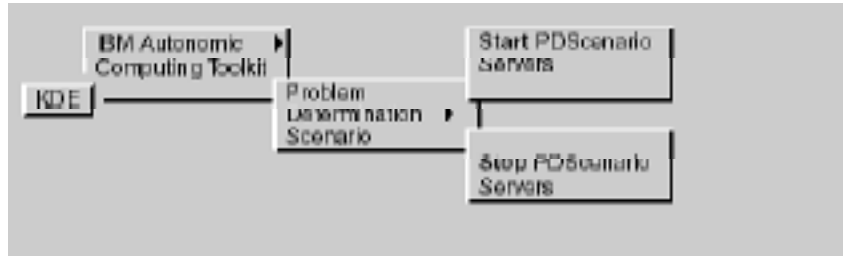 KDE
IBM Autonomic
Computing Toolkit
Problem
Determination
Scenario
Start PDScenario
Servers
Stop PDScenario
Servers